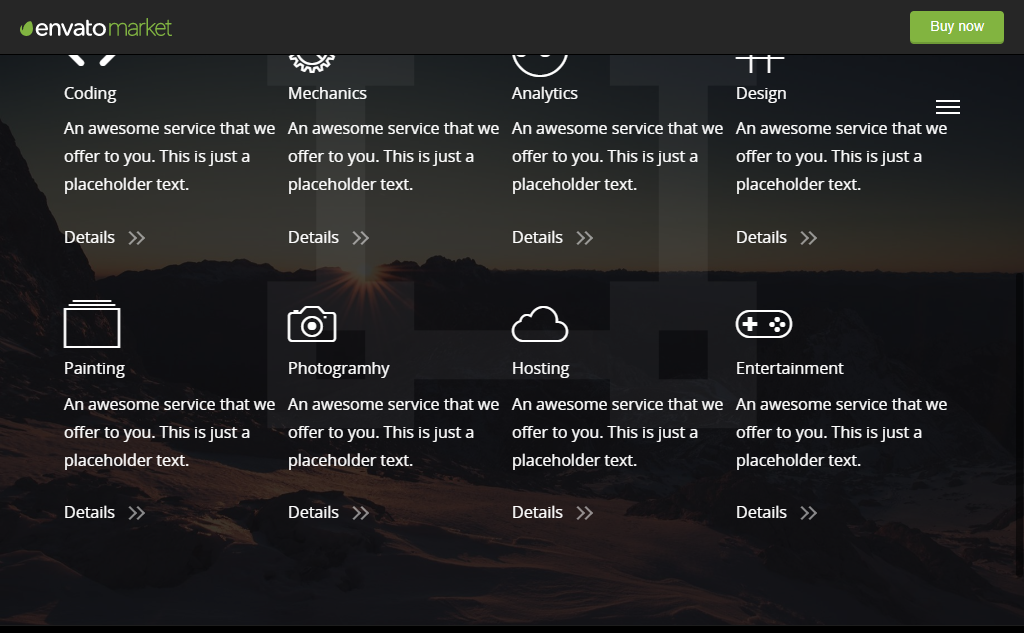 envatomarket
Buy now
Coding
An awesome service that we
offer to you. This is just a
placeholder text.
Details
Mechanics
An awesome service that we
offer to you. This is just a
placeholder text.
Details
Analytics
An awesome service that we
offer to you. This is just a
placeholder text.
Details
Design
An awesome service that we
offer to you. This is just a
placeholder text.
Details
Painting
An awesome service that we
offer to you. This is just a
placeholder text.
Details
Photogramhy
An awesome service that we
offer to you. This is just a
placeholder text.
Details
Hosting
An awesome service that we
offer to you. This is just a
placeholder text.
Details
Entertainment
An awesome service that we
offer to you. This is just a
placeholder text.
Details